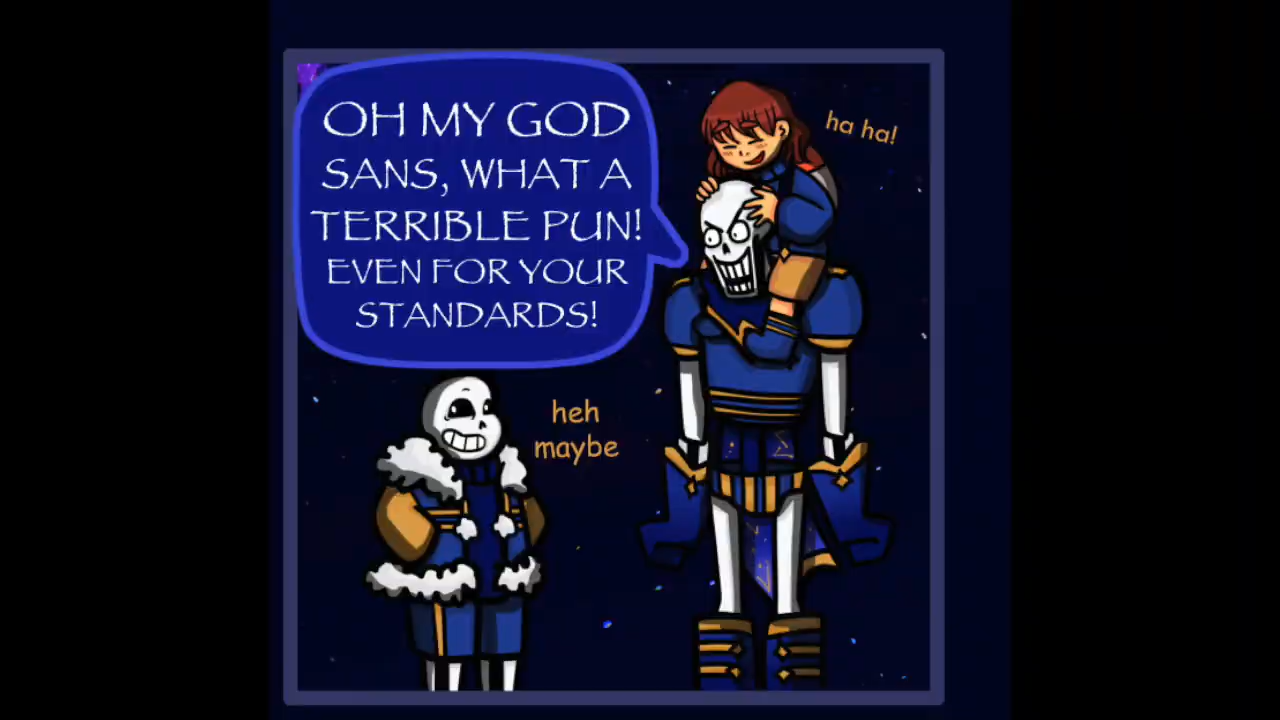 OH MY GOD
SANS, WHAT A
TERRIBLE PUN!
EVEN FOR YOUR
STANDARDS!
ha ha!
heh
maybe